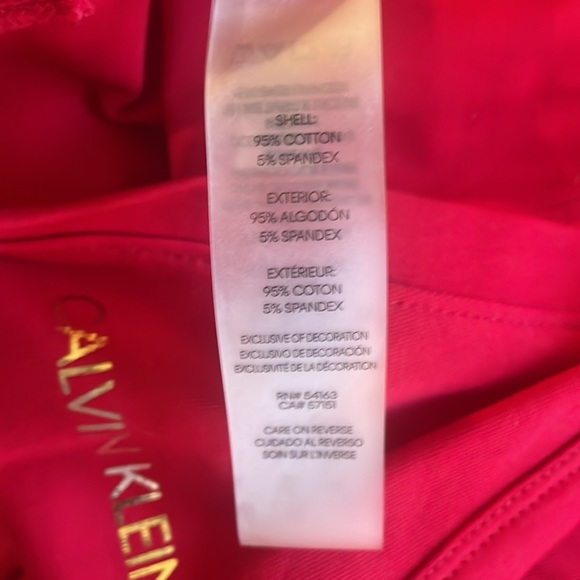 SHELL:
95% COTTON
5% SPANDEX
EXTERIOR:
95% ALGODÓN
5% SPANDEX
EXTÉRIEUR:
95% COTON
5% SPANDEX
EXCLUSIVE OF DECORATION
EXCLUSIVO DE DECORACIÓN
EXCLUSIVITÉ DE LA DÉCORATION
RN# 54163
CA# 57151
CARE ON REVERSE
CUIDADO AL REVERSO
SOIN SUR L'INVERSE
CALVIN KLEIN